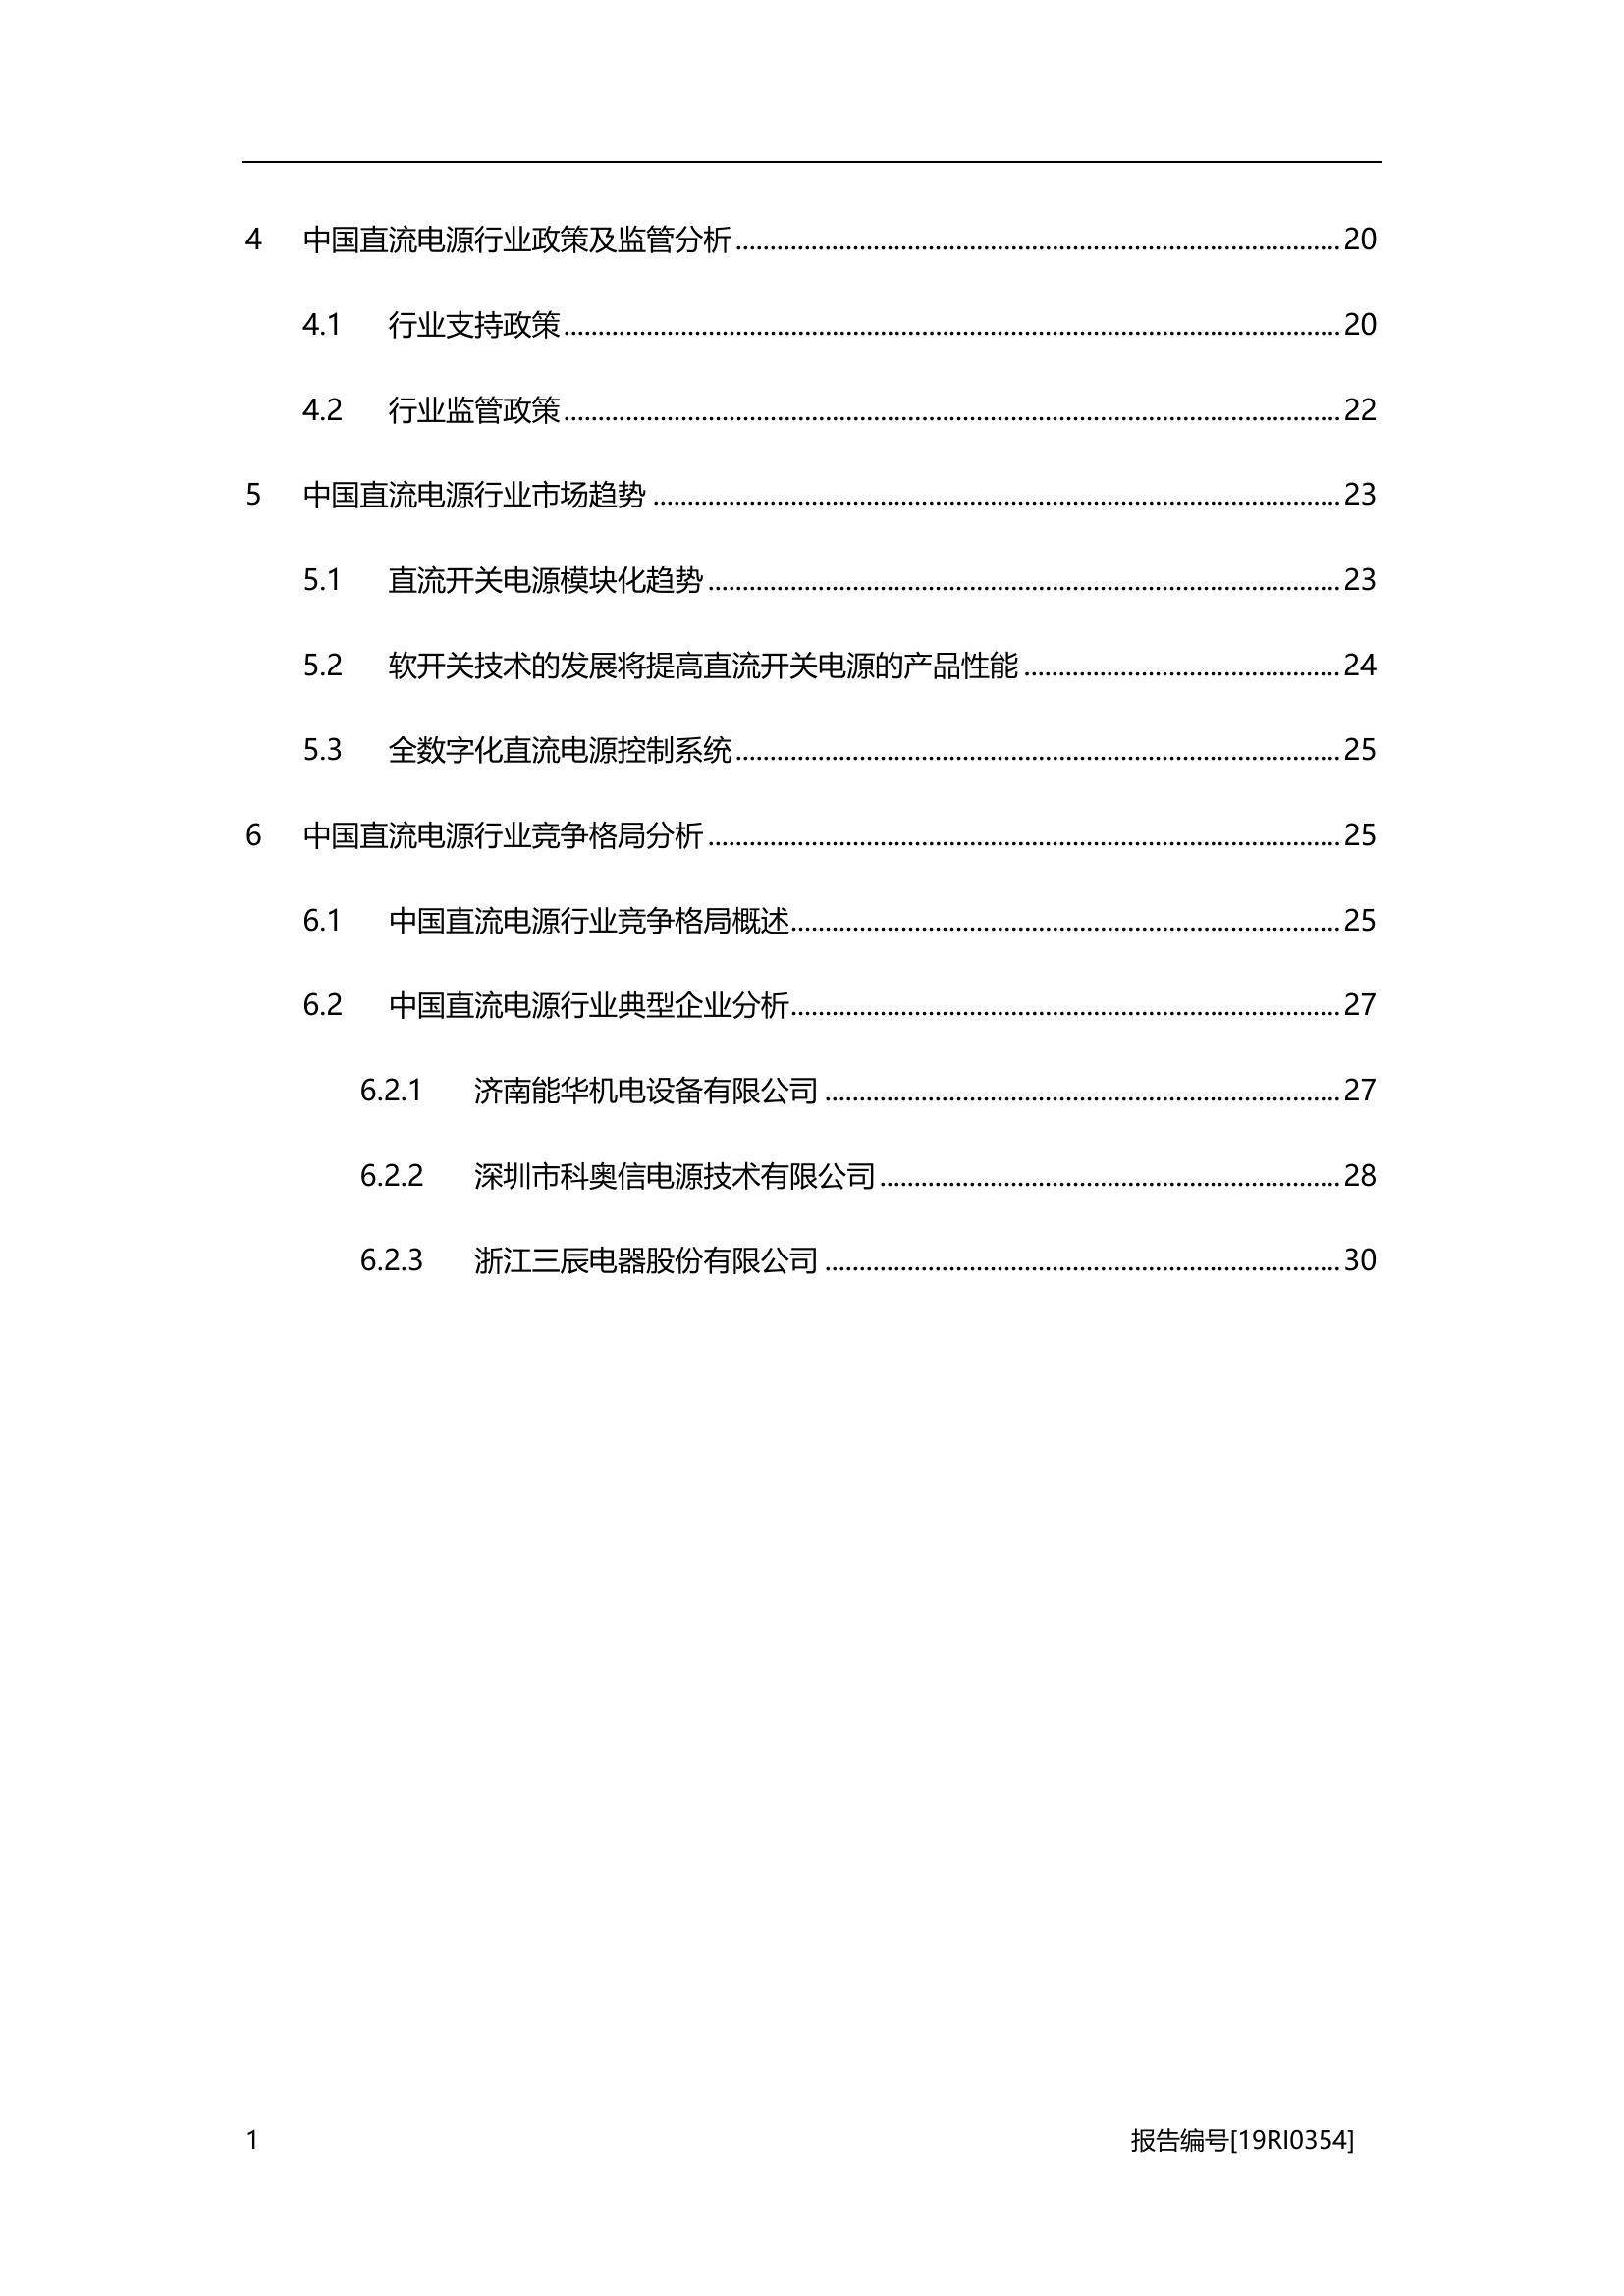 4 中国直流电源行业政策及监管分析........................................20
4.1 行业支持政策........................................20
4.2 行业监管政策........................................22
5 中国直流电源行业市场趋势........................................23
5.1 直流开关电源模块化趋势........................................23
5.2 软开关技术的发展将提高直流开关电源的产品性能........................................24
5.3 全数字化直流电源控制系统........................................25
6 中国直流电源行业竞争格局分析........................................25
6.1 中国直流电源行业竞争格局概述........................................25
6.2 中国直流电源行业典型企业分析........................................27
6.2.1 济南能华机电设备有限公司........................................27
6.2.2 深圳市科奥信电源技术有限公司........................................28
6.2.3 浙江三辰电器股份有限公司........................................30
1 报告编号[19RI0354]